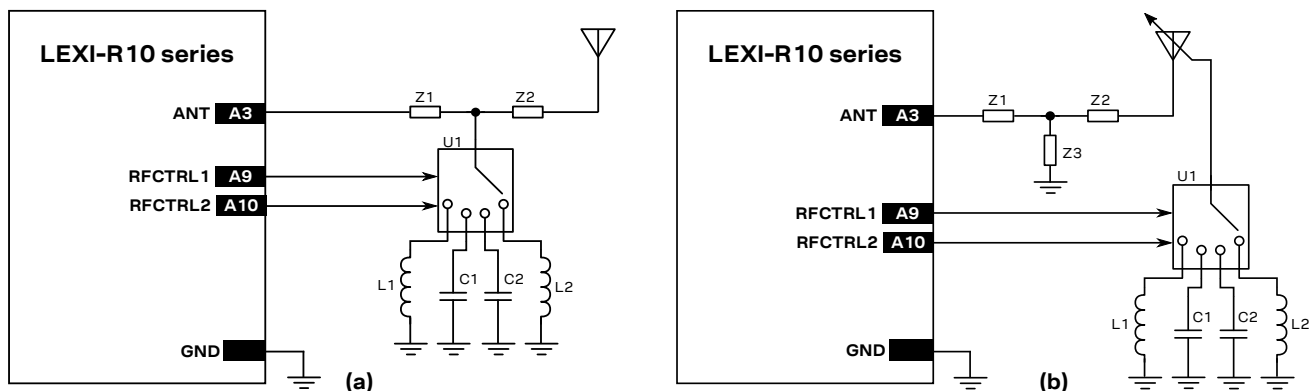 LEXI-R10 series
ANT A3
Z1
Z2
U1
RFCTRL1 A9
RFCTRL2 A10
L1
C1
C2
L2
GND
(a)
LEXI-R10 series
ANT A3
Z1
Z2
Z3
U1
RFCTRL1 A9
RFCTRL2 A10
L1
C1
C2
L2
GND
(b)